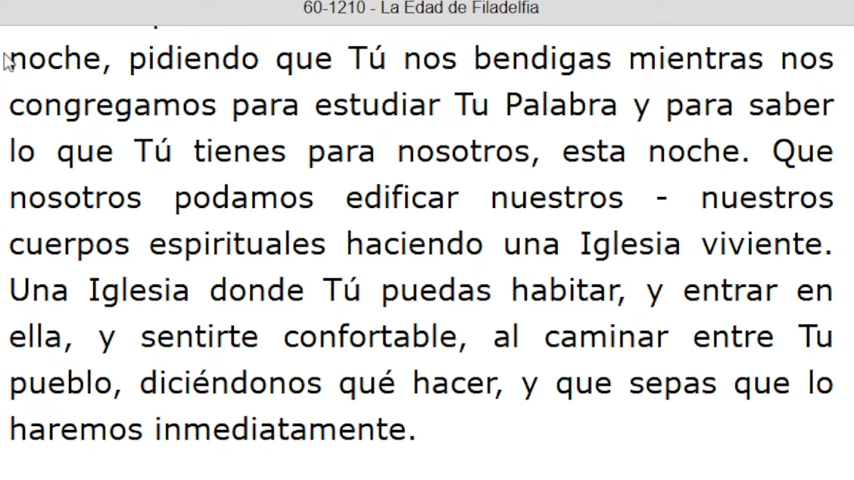 60-1210 - La Edad de Filadelfia
noche, pidiendo que Tú nos bendigas mientras nos
congregamos para estudiar Tu Palabra y para saber
lo que Tú tienes para nosotros, esta noche. Que
nosotros podamos edificar nuestros - nuestros
cuerpos espirituales haciendo una Iglesia viviente.
Una Iglesia donde Tú puedas habitar, y entrar en
ella, y sentirte confortable, al caminar entre Tu
pueblo, diciéndonos qué hacer, y que sepas que lo
haremos inmediatamente.